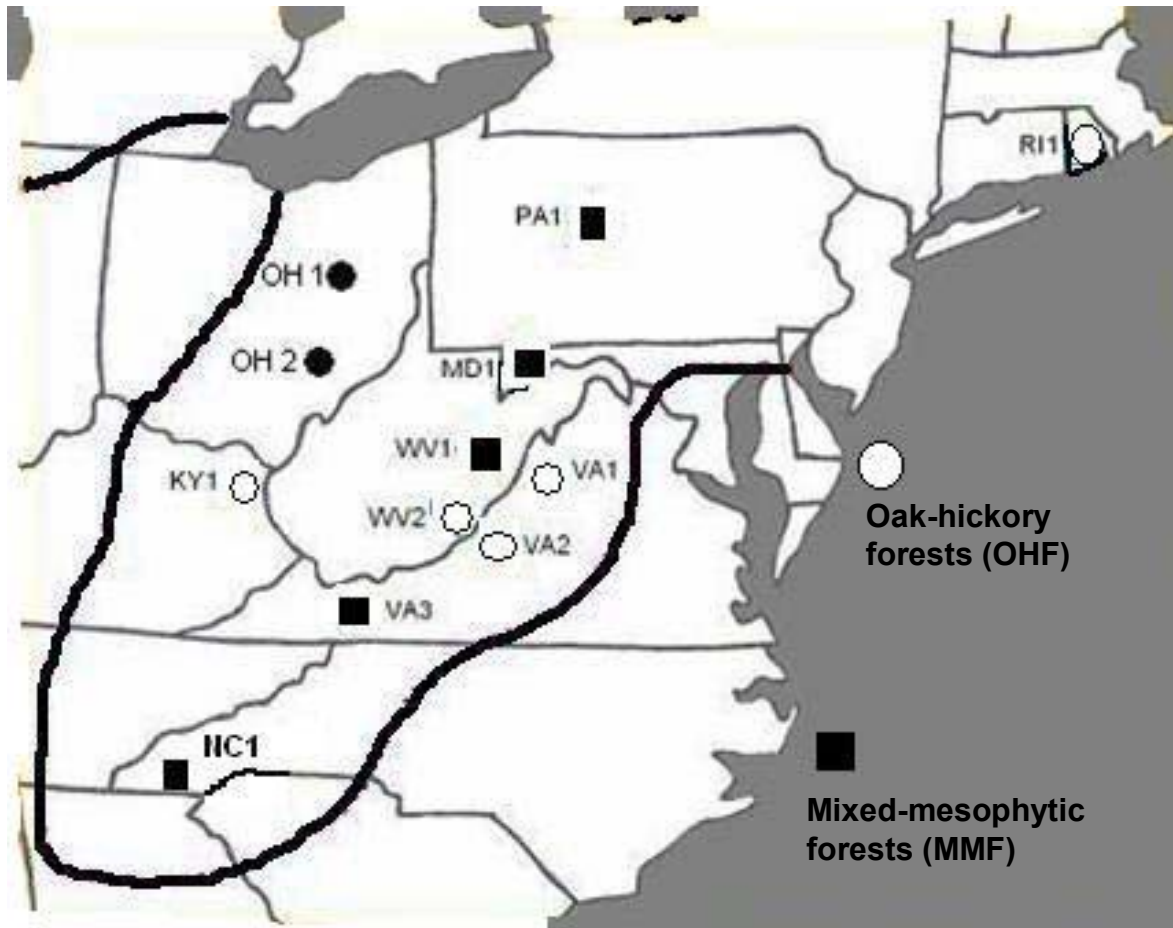 RI1
PA1
OH 1
OH 2
MD1
WV1
VA1
KY1
WV2
VA2
Oak-hickory
forests (OHF)
VA3
NC1
Mixed-mesophytic
forests (MMF)